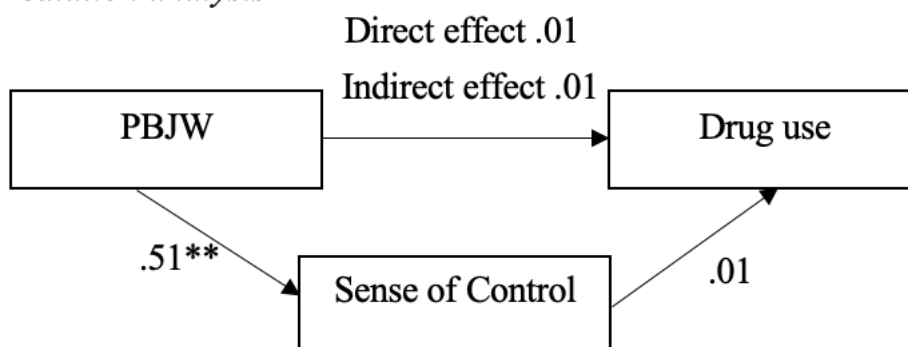 Direct effect .01
Indirect effect .01
PBJW
Drug use
.51**
.01
Sense of Control